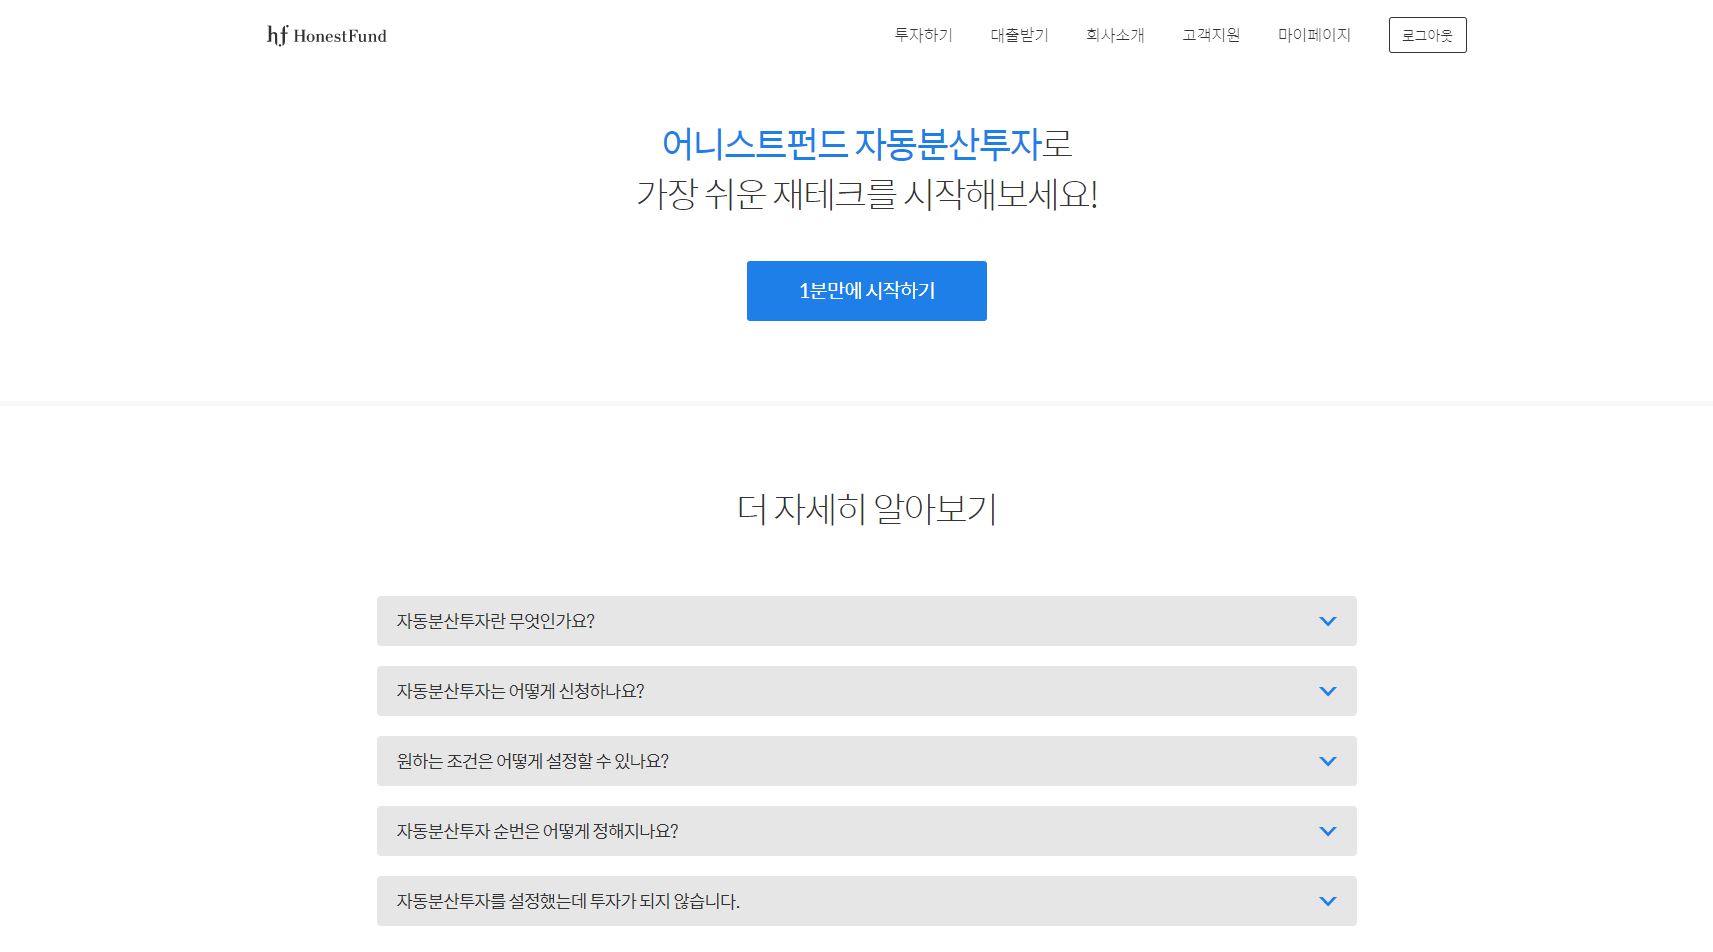 hf HonestFund
투자하기 대출받기 회사소개 고객지원 마이페이지 로그아웃
어니스트펀드 자동분산투자로
가장 쉬운 재테크를 시작해보세요!
1분만에 시작하기
더 자세히 알아보기
자동분산투자란 무엇인가요?
자동분산투자는 어떻게 신청하나요?
원하는 조건은 어떻게 설정할 수 있나요?
자동분산투자 순번은 어떻게 정해지나요?
자동분산투자를 설정했는데 투자가 되지 않습니다.